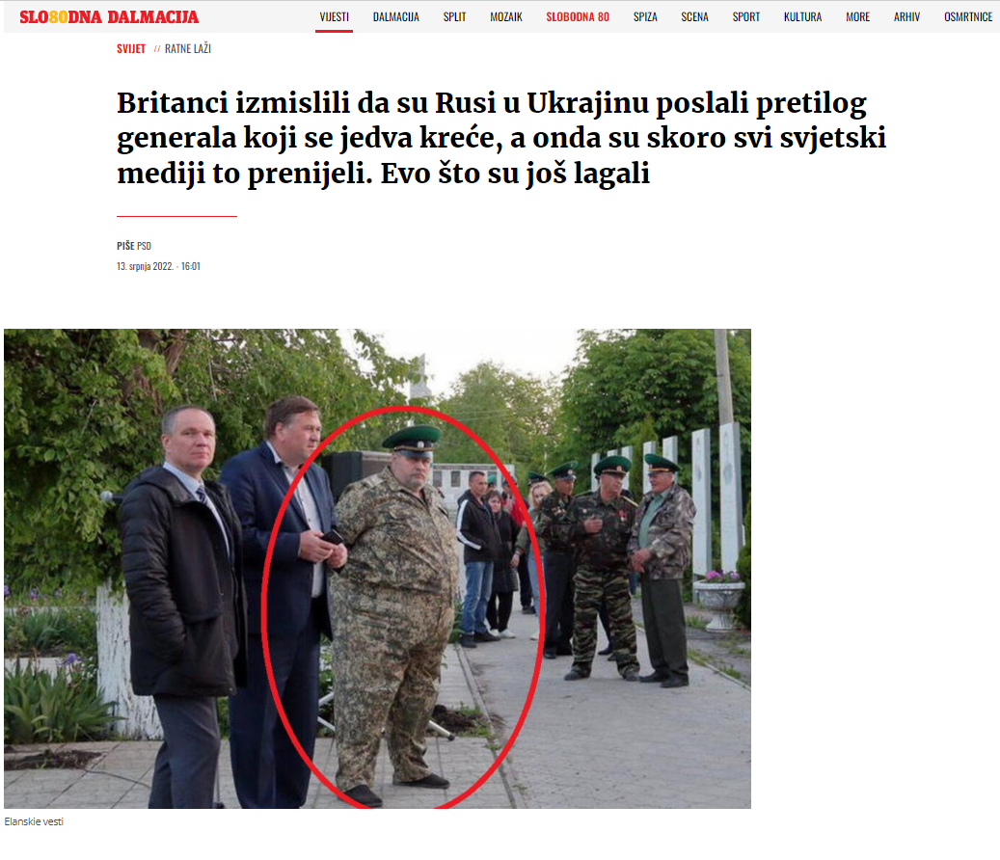 SLO80DNA DALMACIJA
VIJESTI DALMACIJA SPLIT MOZAIK SLOBODNA 80 SPIZA SCENA SPORT KULTURA MORE ARHIV OSMRTNICE
SVIJET // RATNE LAŽI
Britanci izmislili da su Rusi u Ukrajinu poslali pretilog
generala koji se jedva kreće, a onda su skoro svi svjetski
mediji to prenijeli. Evo što su još lagali
PIŠE PSD
13. srpnja 2022. - 16:01
Elanskie vesti